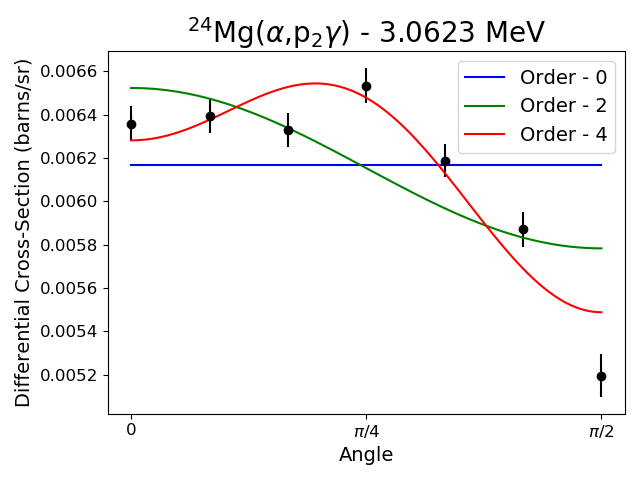 ²⁴Mg(α,p₂γ) - 3.0623 MeV
Differential Cross-Section (barns/sr)
0.0066
0.0064
0.0062
0.0060
0.0058
0.0056
0.0054
0.0052
Order - 0
Order - 2
Order - 4
0
π/4
π/2
Angle